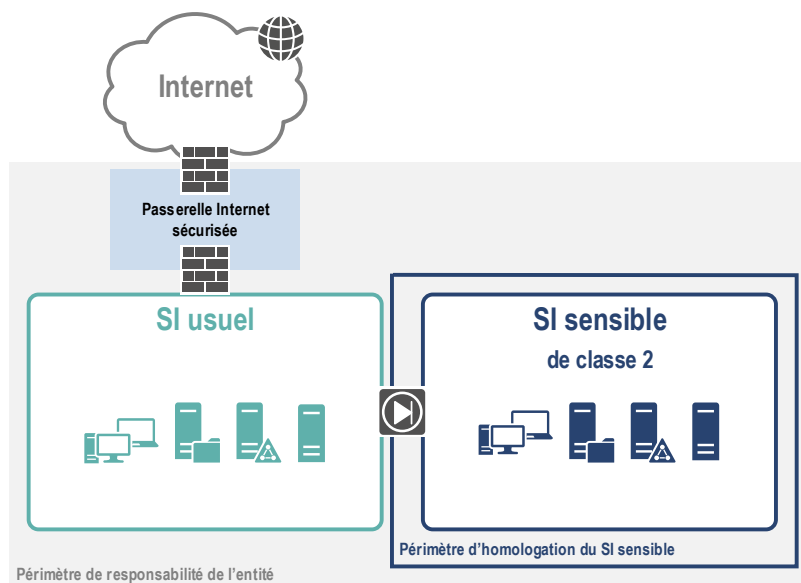 Internet
Passerelle Internet
sécurisée
SI usuel
SI sensible
de classe 2
Périmètre d'homologation du SI sensible
Périmètre de responsabilité de l'entité